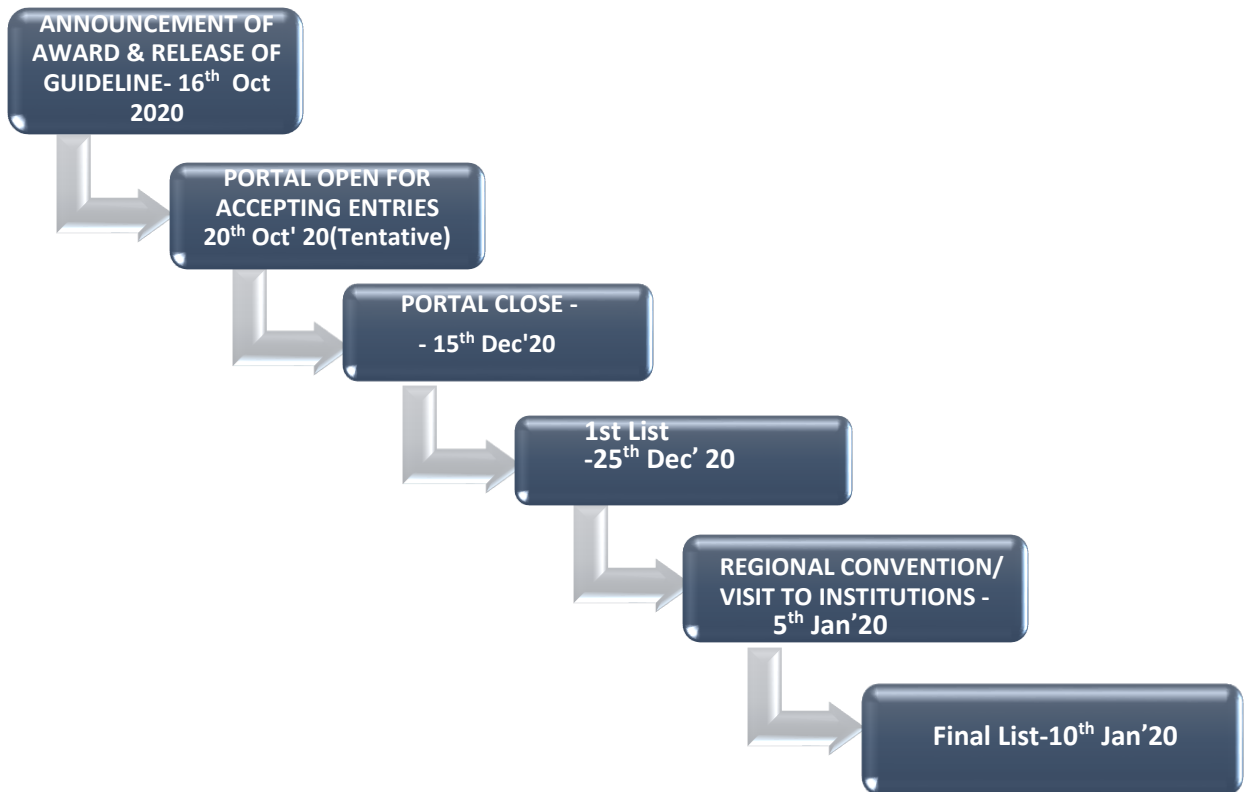 ANNOUNCEMENT OF
AWARD & RELEASE OF
GUIDELINE- 16th Oct
2020
PORTAL OPEN FOR
ACCEPTING ENTRIES
20th Oct' 20(Tentative)
PORTAL CLOSE -
- 15th Dec'20
1st List
-25th Dec’ 20
REGIONAL CONVENTION/
VISIT TO INSTITUTIONS -
5th Jan’20
Final List-10th Jan’20